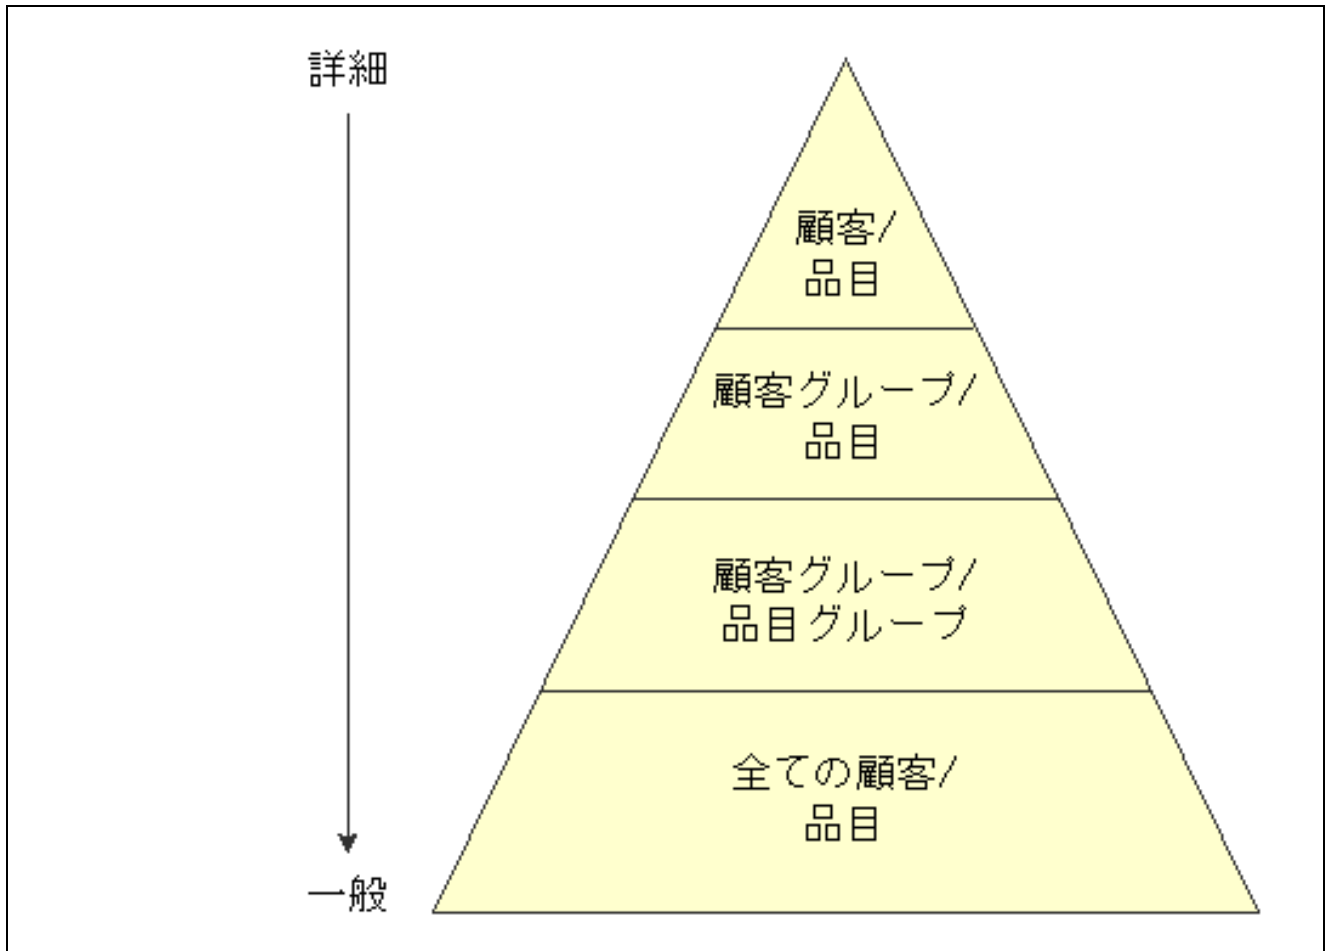 詳細
顧客/
品目
顧客グループ/
品目
顧客グループ/
品目グループ
全ての顧客/
品目
一般